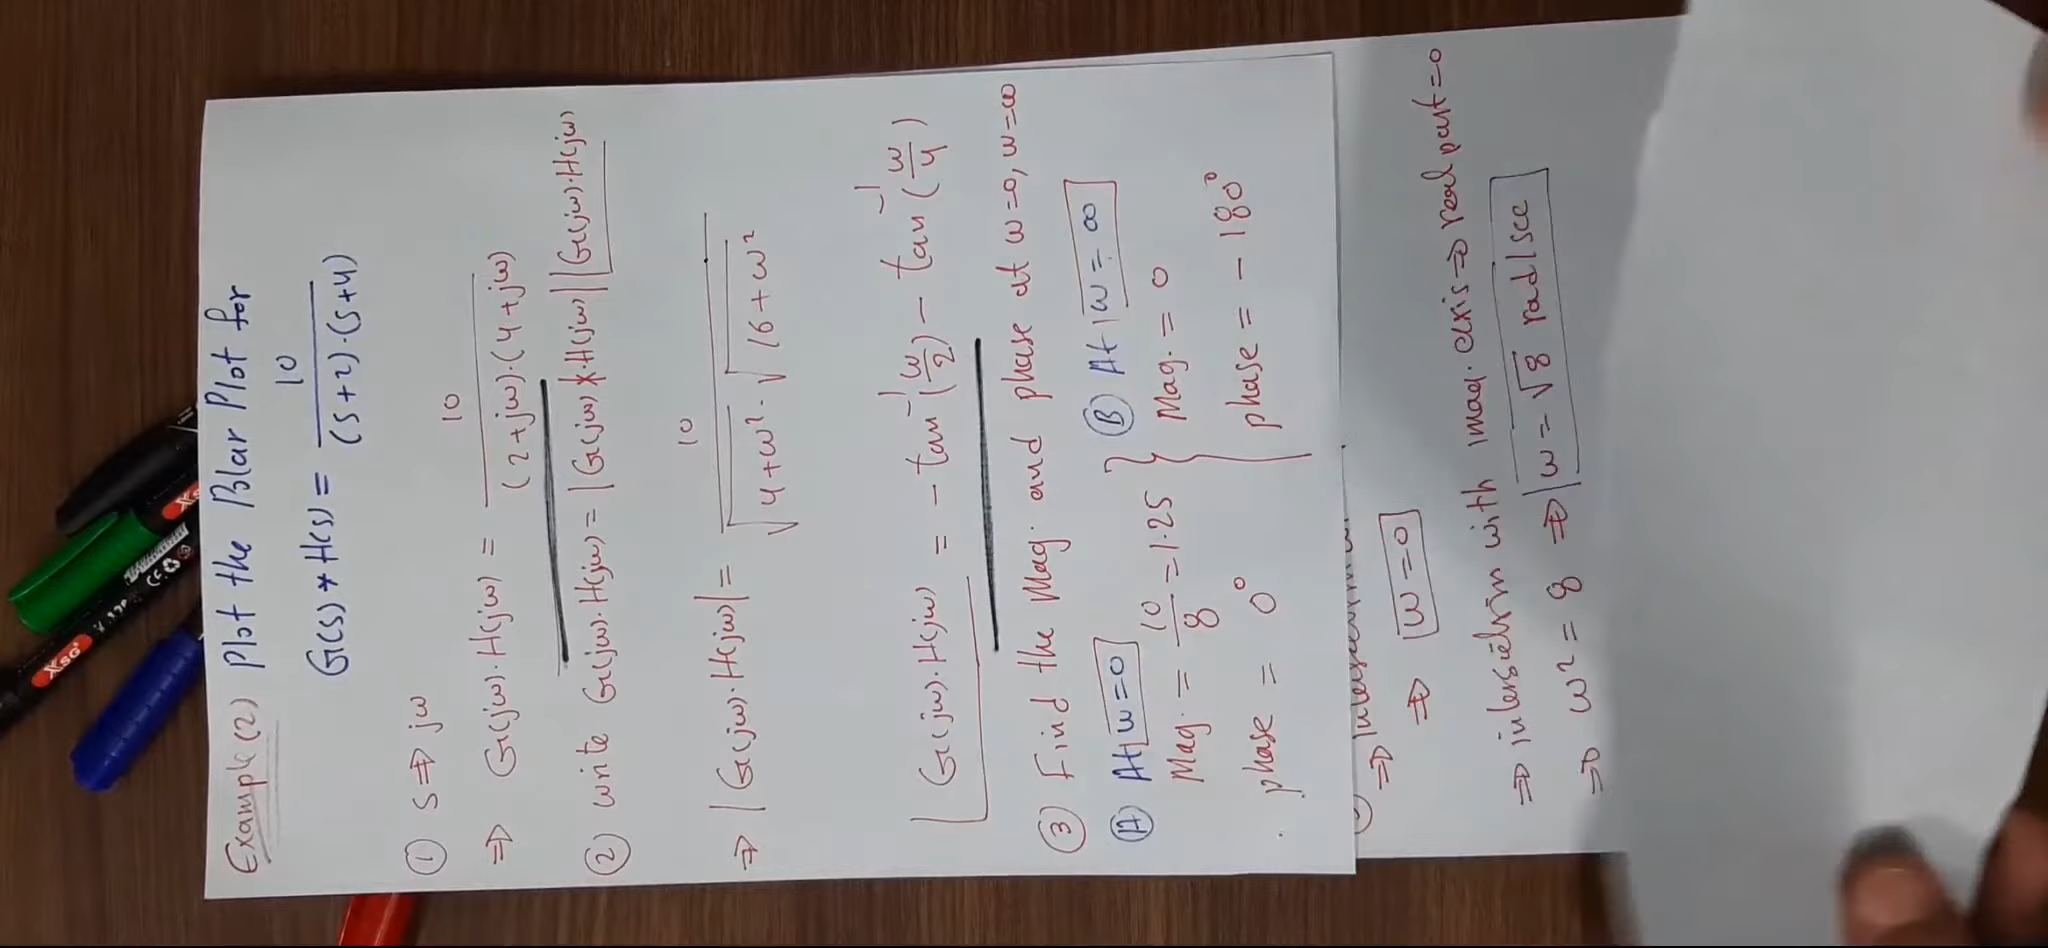 Example (2) Plot the Polar Plot for
G(s) * H(s) = 10 / (s+2)·(s+4)
① s ⇒ jω
⇒ G(jω)·H(jω) = 10 / (2+jω)·(4+jω)
② write G(jω)·H(jω) = |G(jω)·H(jω)| ∠G(jω)·H(jω)
⇒ |G(jω)·H(jω)| = 10 / √4+ω² · √16+ω²
∠G(jω)·H(jω) = - tan⁻¹(ω/2) - tan⁻¹(ω/4)
③ Find the Mag. and phase at ω=0, ω=∞
Ⓐ At ω=0
Mag. = 10/8 = 1.25
phase = 0°
Ⓑ At ω=∞
Mag. = 0
phase = -180°
⇒ ω=0
⇒ intersection with imag. axis ⇒ real part=0
⇒ ω² = 8 ⇒ ω = √8 rad/sec
XSG